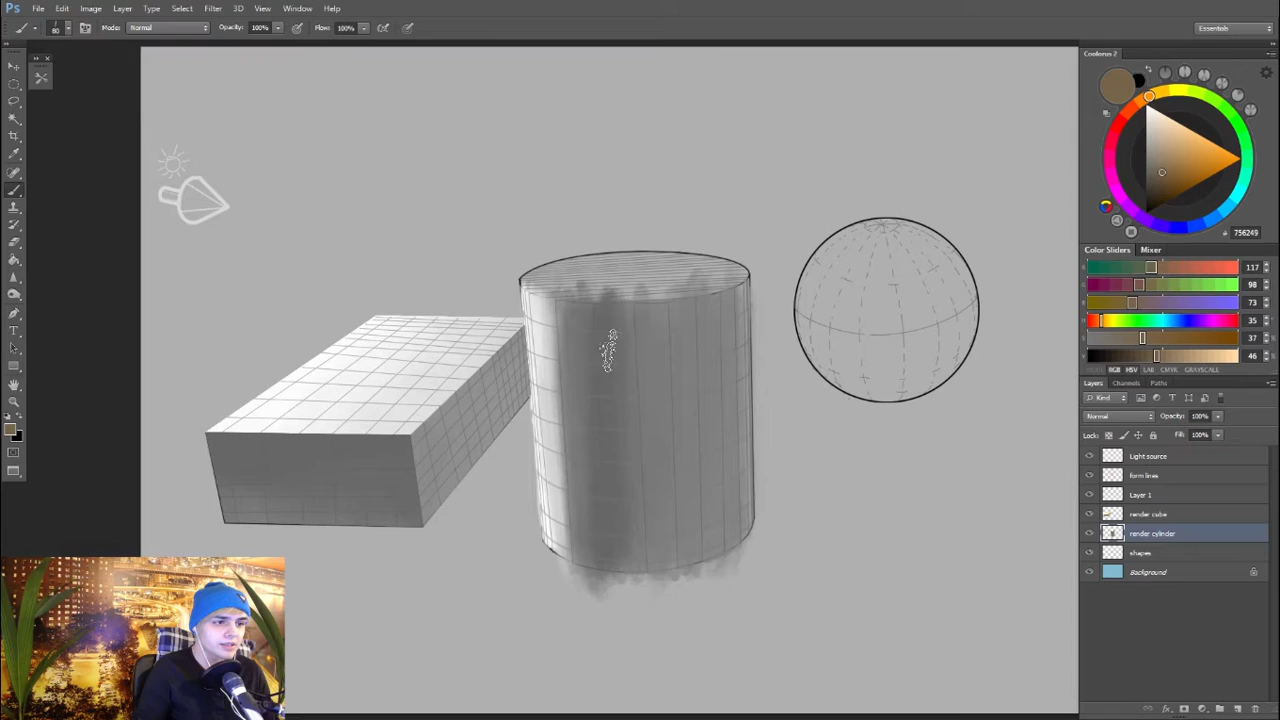 Ps File Edit Image Layer Type Select Filter 3D View Window Help
80 Mode: Normal Opacity: 100% Flow: 100% Essentials
Coolorus 2
756249
Color Sliders Mixer
117
98
73
H 35
S 37
V 46
RGB HSV LAB CMYK GRAYSCALE
Layers Channels Paths
Kind
Normal Opacity: 100%
Lock: Fill: 100%
Light source
form lines
Layer 1
render cube
render cylinder
shapes
Background